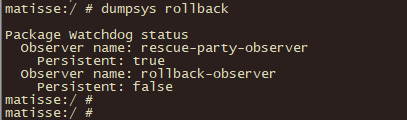 matisse:/ # dumpsys rollback

Package Watchdog status
  Observer name: rescue-party-observer
    Persistent: true
  Observer name: rollback-observer
    Persistent: false
matisse:/ #
matisse:/ #